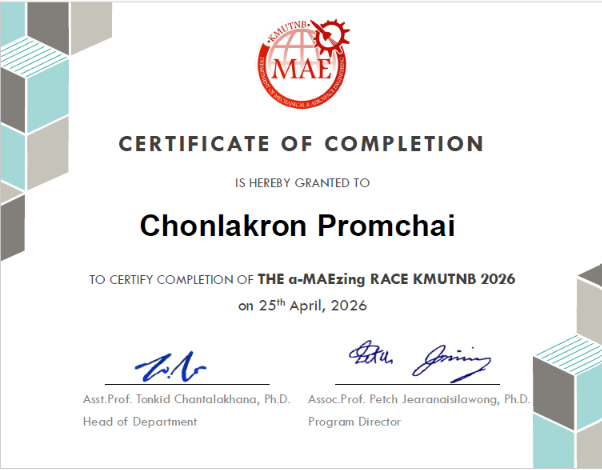 KMUTNB
MAE
CERTIFICATE OF COMPLETION
IS HEREBY GRANTED TO
Chonlakron Promchai
TO CERTIFY COMPLETION OF THE a-MAEzing RACE KMUTNB 2026
on 25th April, 2026
Asst.Prof. Tonkid Chantalakhana, Ph.D.
Head of Department
Assoc.Prof. Petch Jearanaisilawong, Ph.D.
Program Director